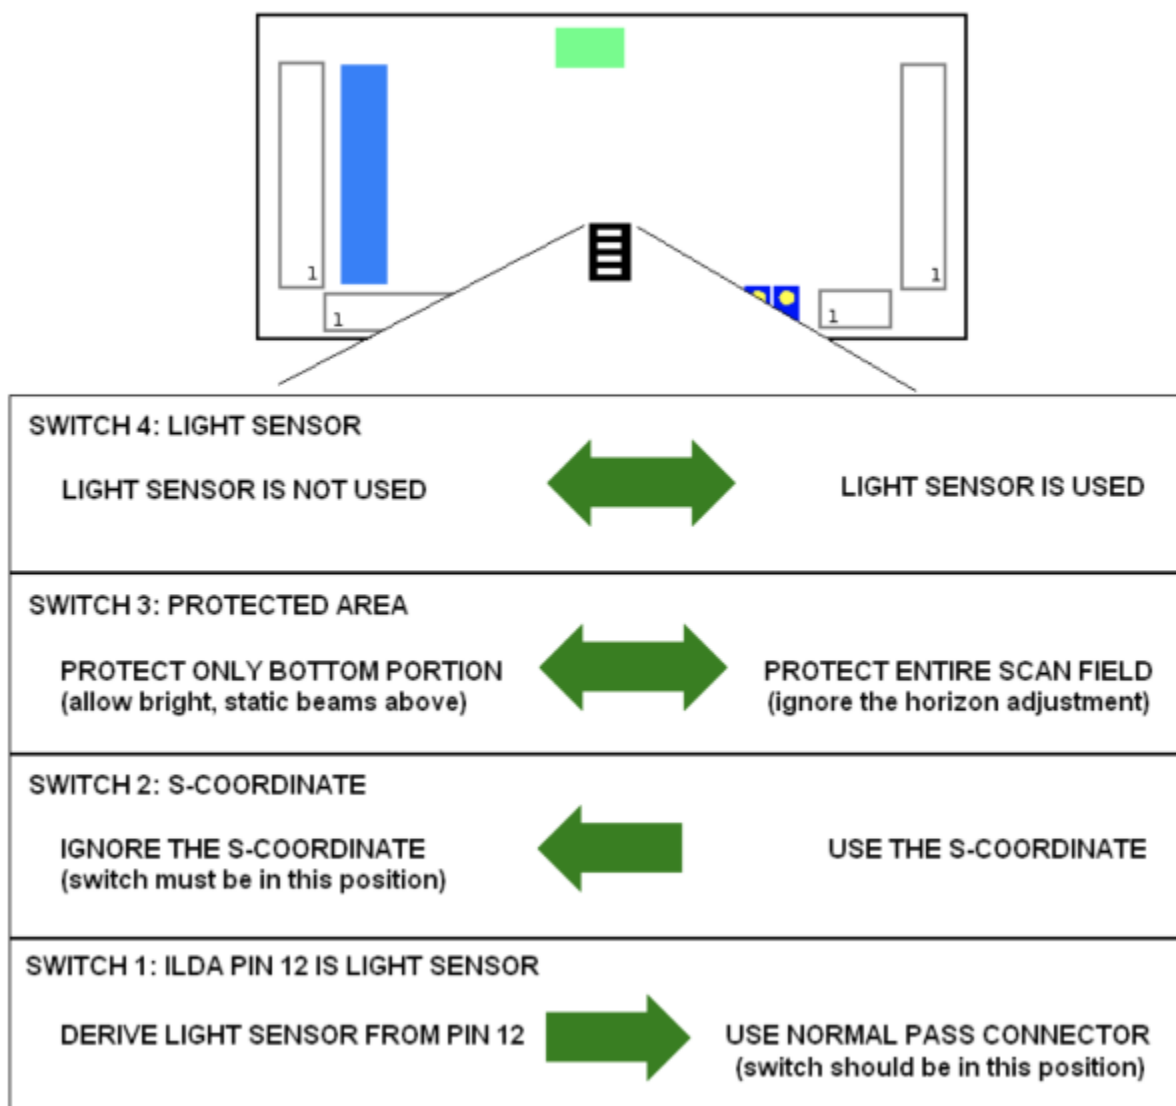 1
1
1
1
SWITCH 4: LIGHT SENSOR
LIGHT SENSOR IS NOT USED
LIGHT SENSOR IS USED
SWITCH 3: PROTECTED AREA
PROTECT ONLY BOTTOM PORTION
(allow bright, static beams above)
PROTECT ENTIRE SCAN FIELD
(ignore the horizon adjustment)
SWITCH 2: S-COORDINATE
IGNORE THE S-COORDINATE
(switch must be in this position)
USE THE S-COORDINATE
SWITCH 1: ILDA PIN 12 IS LIGHT SENSOR
DERIVE LIGHT SENSOR FROM PIN 12
USE NORMAL PASS CONNECTOR
(switch should be in this position)